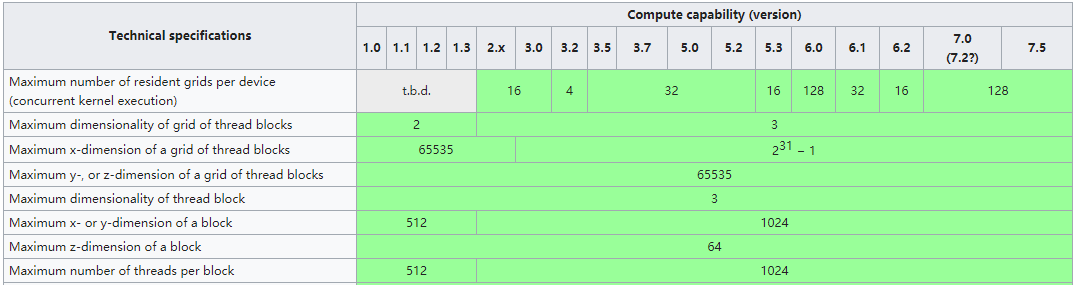 Technical specifications
Compute capability (version)
1.0 1.1 1.2 1.3 2.x 3.0 3.2 3.5 3.7 5.0 5.2 5.3 6.0 6.1 6.2 7.0 (7.2?) 7.5
Maximum number of resident grids per device
(concurrent kernel execution)
t.b.d. 16 4 32 16 128 32 16 128
Maximum dimensionality of grid of thread blocks 2 3
Maximum x-dimension of a grid of thread blocks 65535 2³¹ − 1
Maximum y-, or z-dimension of a grid of thread blocks 65535
Maximum dimensionality of thread block 3
Maximum x- or y-dimension of a block 512 1024
Maximum z-dimension of a block 64
Maximum number of threads per block 512 1024